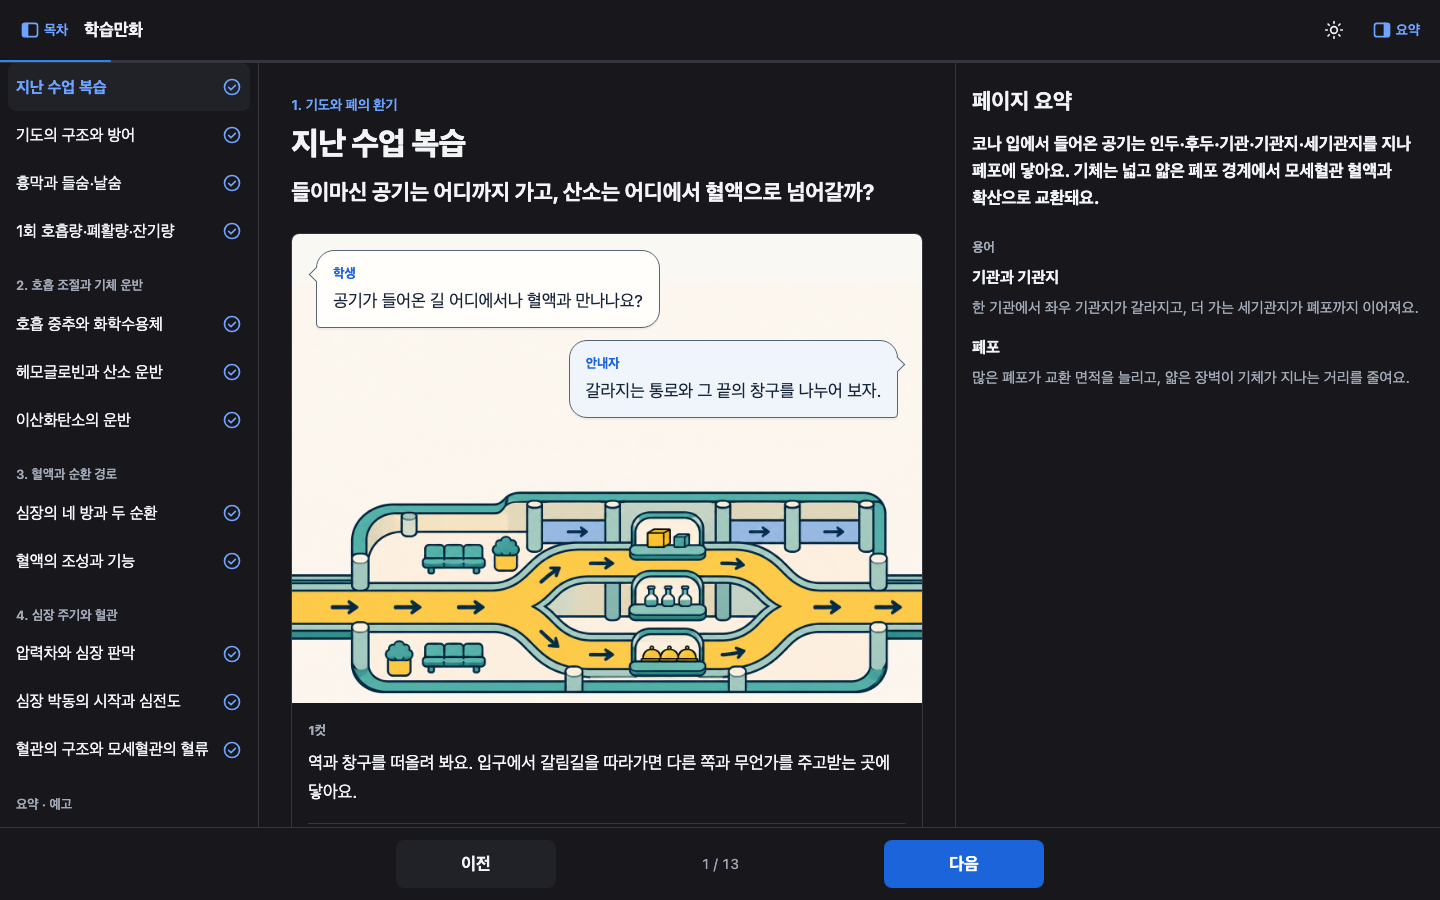 목차
학습만화
요약
지난 수업 복습
기도의 구조와 방어
흉막과 들숨·날숨
1회 호흡량·폐활량·잔기량
2. 호흡 조절과 기체 운반
호흡 중추와 화학수용체
헤모글로빈과 산소 운반
이산화탄소의 운반
3. 혈액과 순환 경로
심장의 네 방과 두 순환
혈액의 조성과 기능
4. 심장 주기와 혈관
압력차와 심장 판막
심장 박동의 시작과 심전도
혈관의 구조와 모세혈관의 혈류
요약 · 예고
1. 기도와 폐의 환기
지난 수업 복습
들이마신 공기는 어디까지 가고, 산소는 어디에서 혈액으로 넘어갈까?
학생
공기가 들어온 길 어디에서나 혈액과 만나나요?
안내자
갈라지는 통로와 그 끝의 창구를 나누어 보자.
1컷
역과 창구를 떠올려 봐요. 입구에서 갈림길을 따라가면 다른 쪽과 무언가를 주고받는 곳에
닿아요.
페이지 요약
코나 입에서 들어온 공기는 인두·후두·기관·기관지·세기관지를 지나
폐포에 닿아요. 기체는 넓고 얇은 폐포 경계에서 모세혈관 혈액과
확산으로 교환돼요.
용어
기관과 기관지
한 기관에서 좌우 기관지가 갈라지고, 더 가는 세기관지가 폐포까지 이어져요.
폐포
많은 폐포가 교환 면적을 늘리고, 얇은 장벽이 기체가 지나는 거리를 줄여요.
이전
1 / 13
다음